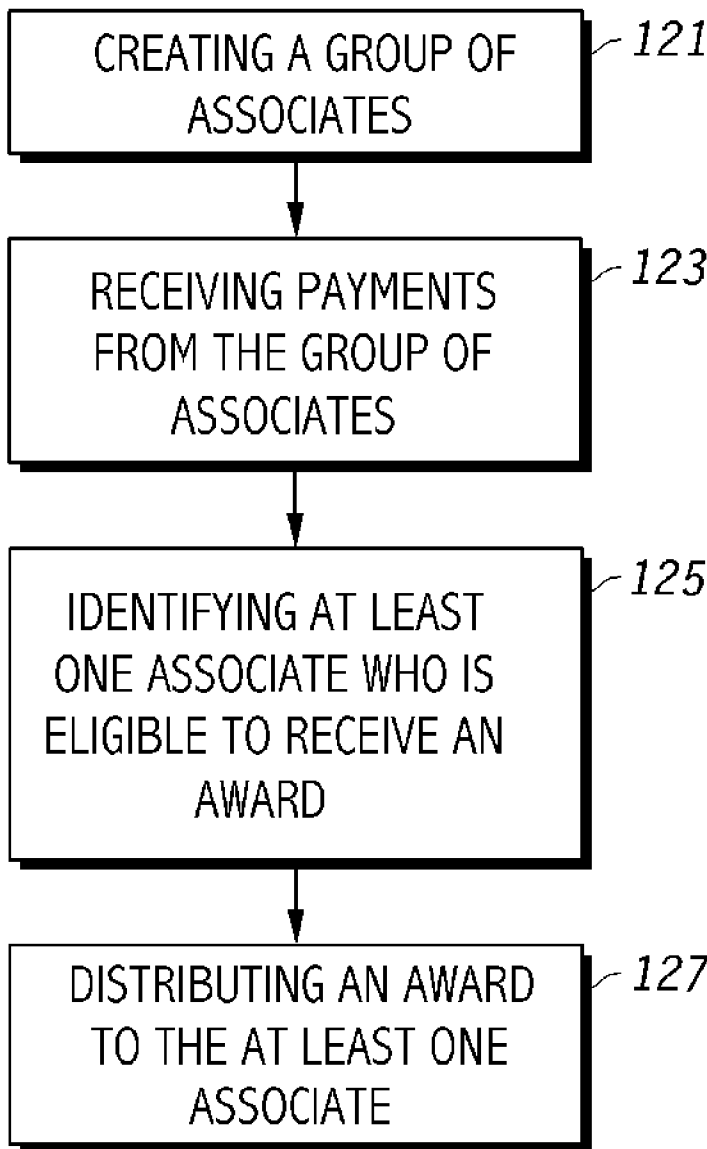 CREATING A GROUP OF
ASSOCIATES
121
RECEIVING PAYMENTS
FROM THE GROUP OF
ASSOCIATES
123
IDENTIFYING AT LEAST
ONE ASSOCIATE WHO IS
ELIGIBLE TO RECEIVE AN
AWARD
125
DISTRIBUTING AN AWARD
TO THE AT LEAST ONE
ASSOCIATE
127